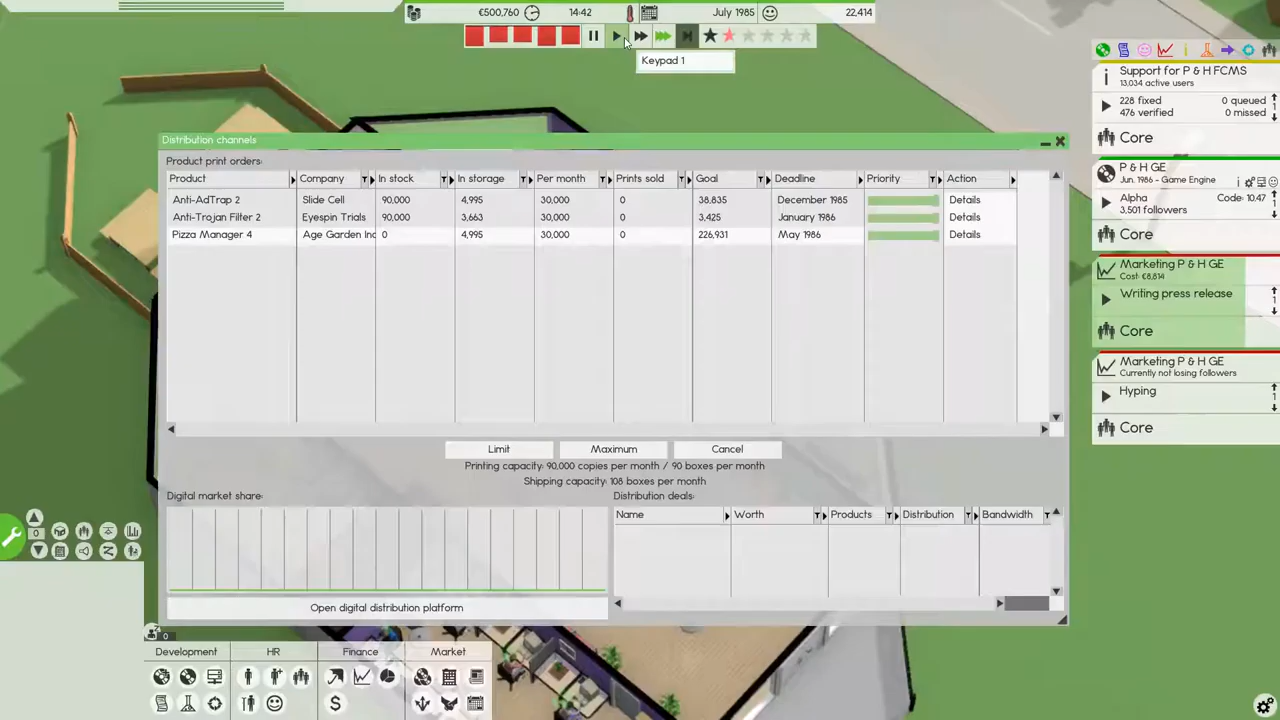 €500,760 14:42 July 1985 22,414
Keypad 1
Distribution channels
Product print orders:
Product Company In stock In storage Per month Prints sold Goal Deadline Priority Action
Anti-AdTrap 2 Slide Cell 90,000 4,995 30,000 0 38,835 December 1985 Details
Anti-Trojan Filter 2 Eyespin Trials 90,000 3,663 30,000 0 3,425 January 1986 Details
Pizza Manager 4 Age Garden Inc 0 4,995 30,000 0 226,931 May 1986 Details
Limit Maximum Cancel
Printing capacity: 90,000 copies per month / 90 boxes per month
Shipping capacity: 108 boxes per month
Digital market share:
Distribution deals:
Name Worth Products Distribution Bandwidth
Open digital distribution platform
Support for P & H FCMS
13,034 active users
228 fixed 0 queued
476 verified 0 missed
1
Core
P & H GE
Jun. 1986 - Game Engine
Alpha Code: 10.47
3,501 followers
1
Core
Marketing P & H GE
Cost: €8,814
Writing press release
1
Core
Marketing P & H GE
Currently not losing followers
Hyping
1
Core
0
0
Development HR Finance Market